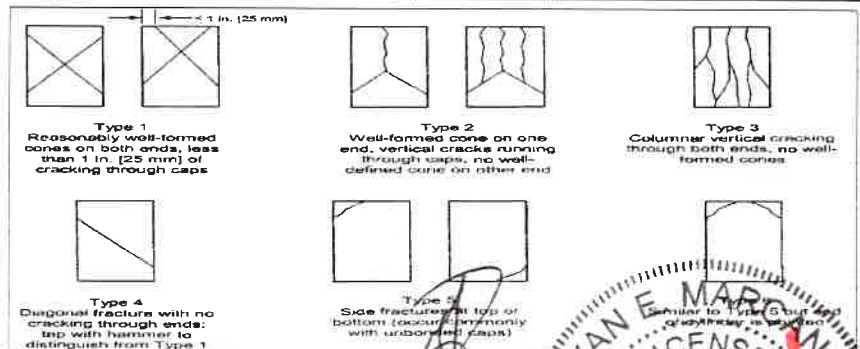 < 1 in. [25 mm]
Type 1
Reasonably well-formed
cones on both ends, less
than 1 in. [25 mm] of
cracking through caps
Type 2
Well-formed cone on one
end, vertical cracks running
through caps, no well-
defined cone on other end
Type 3
Columnar vertical cracking
through both ends, no well-
formed cones
Type 4
Diagonal fracture with no
cracking through ends;
tap with hammer to
distinguish from Type 1
Type 5
Side fractures at top or
bottom (occur commonly
with unbonded caps)
Similar to Type 5 but end
of cylinder is
E. MARO
CENS